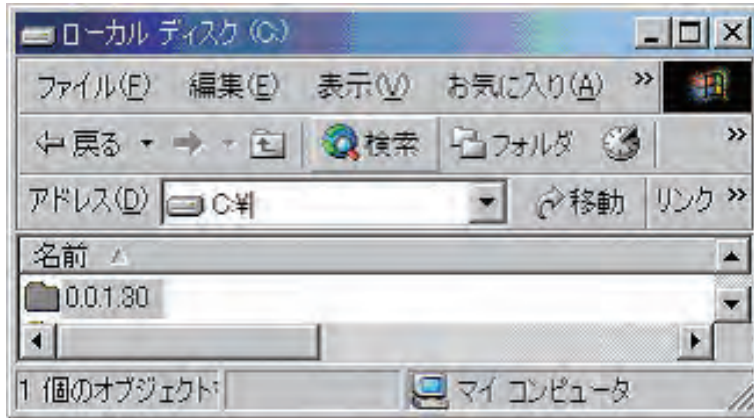 ローカル ディスク (C:)
ファイル(F) 編集(E) 表示(V) お気に入り(A) »
戻る 検索 フォルダ »
アドレス(D) C:¥ 移動 リンク »
名前
0.0.1.30
1 個のオブジェクト マイ コンピュータ